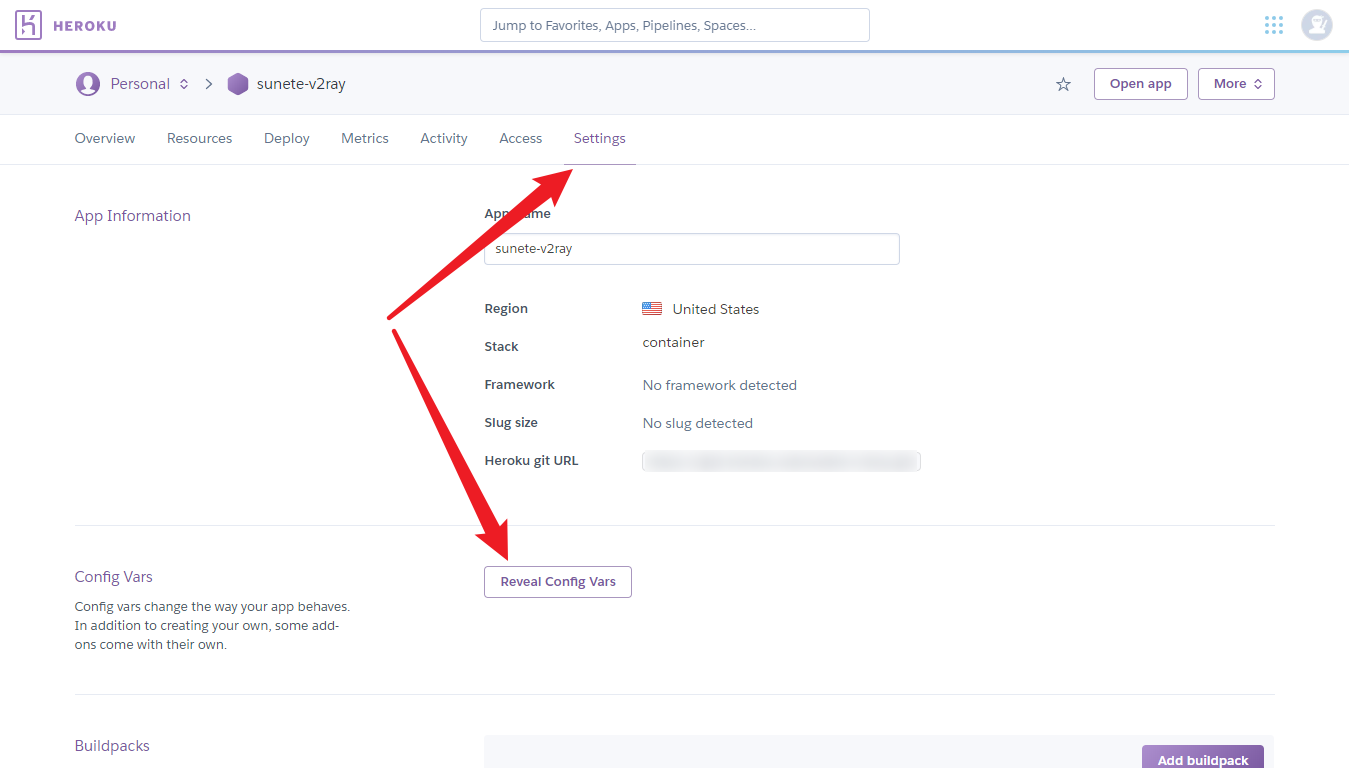 HEROKU
Jump to Favorites, Apps, Pipelines, Spaces...
Personal
sunete-v2ray
Open app
More
Overview
Resources
Deploy
Metrics
Activity
Access
Settings
App Information
App
sunete-v2ray
Region
United States
Stack
container
Framework
No framework detected
Slug size
No slug detected
Heroku git URL
Config Vars
Reveal Config Vars
Config vars change the way your app behaves.
In addition to creating your own, some add-
ons come with their own.
Buildpacks
Add buildpack